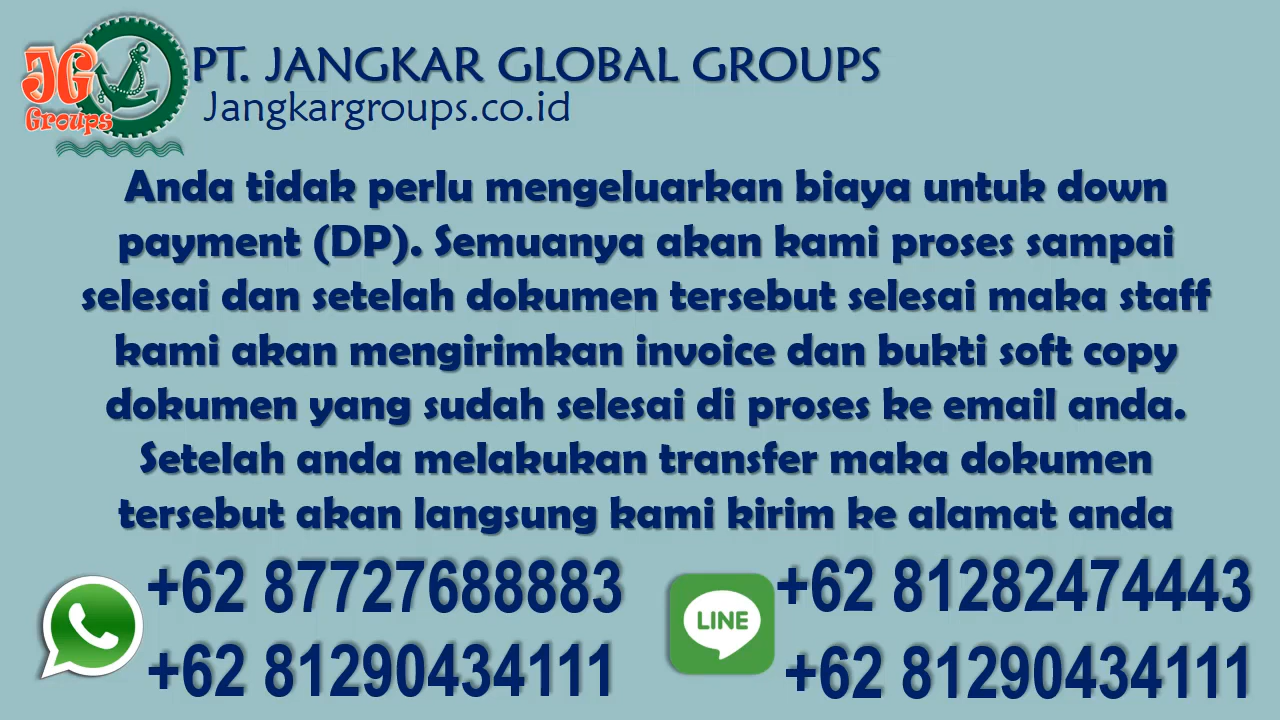 JG
Groups
PT. JANGKAR GLOBAL GROUPS
Jangkargroups.co.id
Anda tidak perlu mengeluarkan biaya untuk down
payment (DP). Semuanya akan kami proses sampai
selesai dan setelah dokumen tersebut selesai maka staff
kami akan mengirimkan invoice dan bukti soft copy
dokumen yang sudah selesai di proses ke email anda.
Setelah anda melakukan transfer maka dokumen
tersebut akan langsung kami kirim ke alamat anda
+62 87727688883
+62 81290434111
LINE
+62 81282474443
+62 81290434111